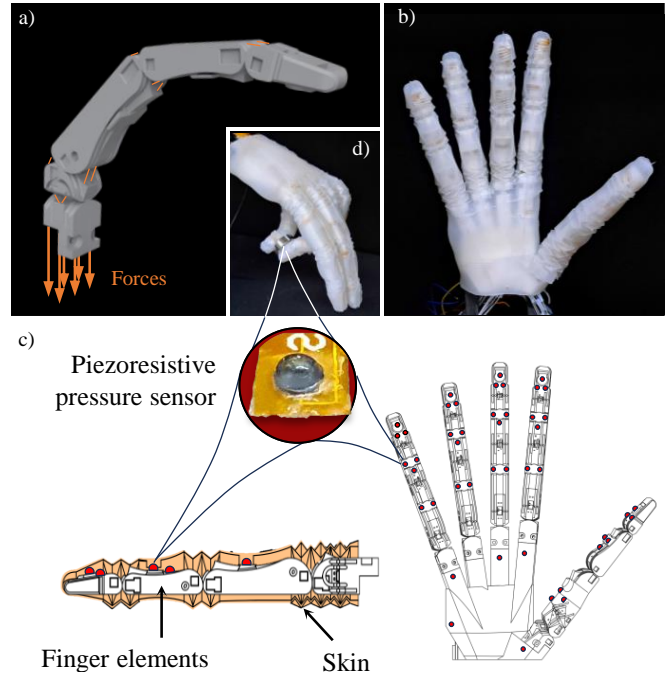 a)
b)
d)
Forces
c)
Piezoresistive
pressure sensor
Finger elements
Skin